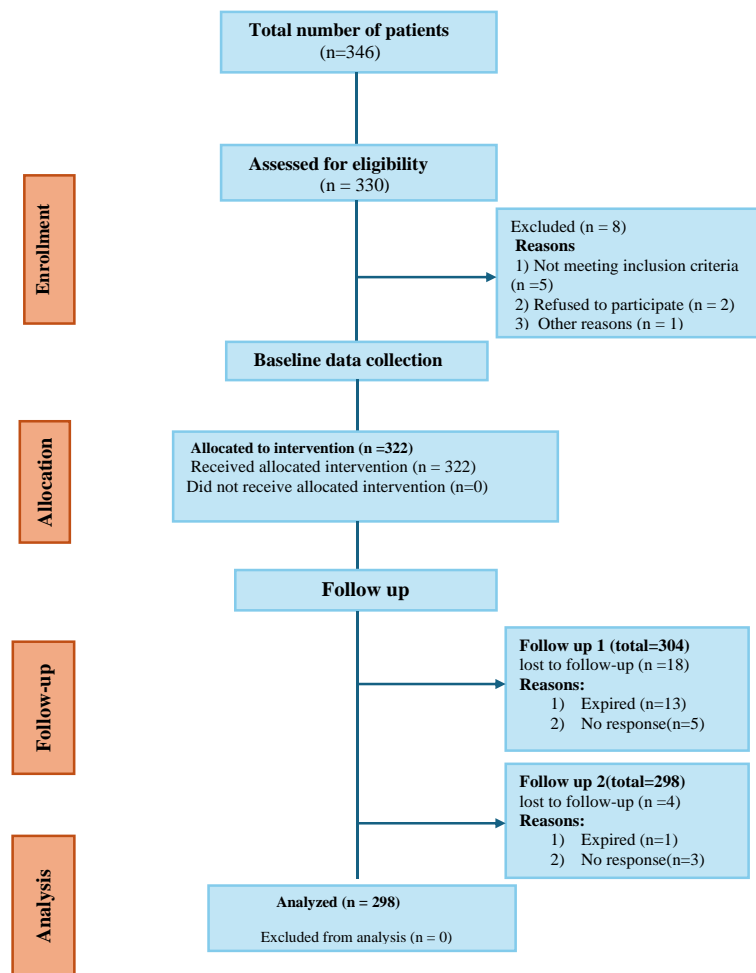 Total number of patients
(n=346)
Enrollment
Assessed for eligibility
(n = 330)
Excluded (n = 8)
Reasons
1) Not meeting inclusion criteria
(n =5)
2) Refused to participate (n = 2)
3) Other reasons (n = 1)
Baseline data collection
Allocation
Allocated to intervention (n =322)
Received allocated intervention (n = 322)
Did not receive allocated intervention (n=0)
Follow up
Follow-up
Follow up 1 (total=304)
lost to follow-up (n =18)
Reasons:
1) Expired (n=13)
2) No response(n=5)
Follow up 2(total=298)
lost to follow-up (n =4)
Reasons:
1) Expired (n=1)
2) No response(n=3)
Analysis
Analyzed (n = 298)
Excluded from analysis (n = 0)